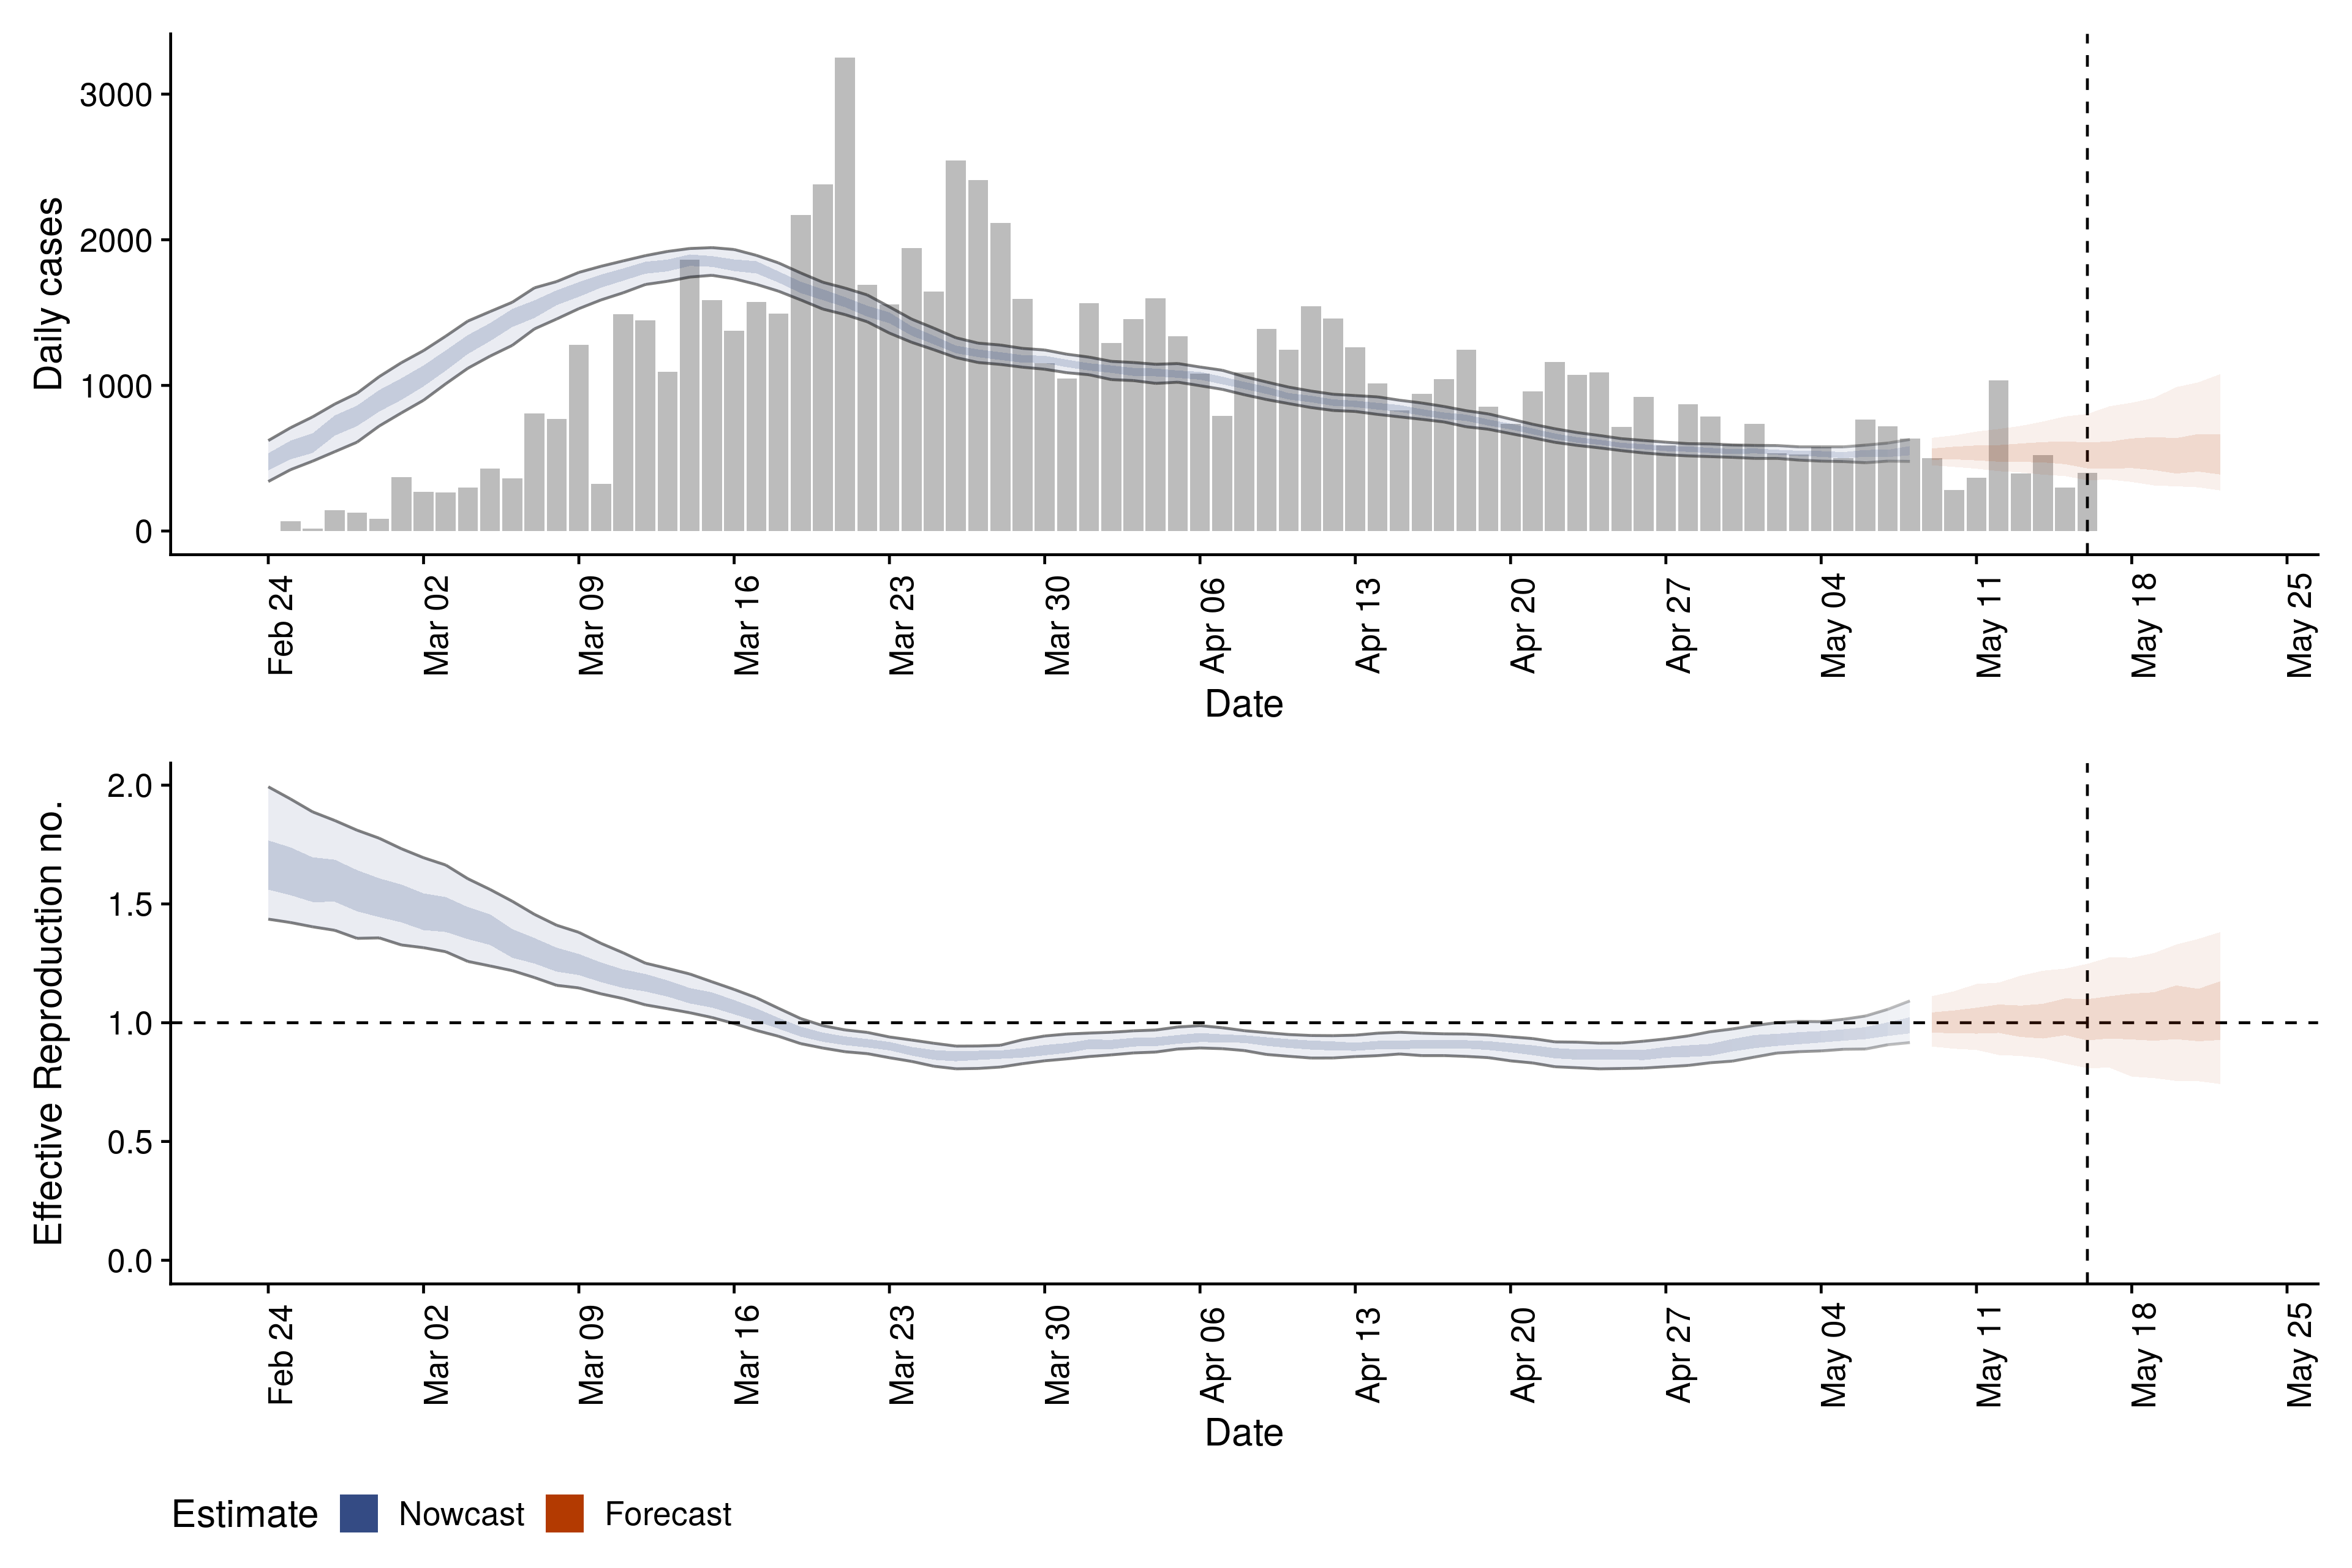 Daily cases
3000
2000
1000
0
Feb 24
Mar 02
Mar 09
Mar 16
Mar 23
Mar 30
Apr 06
Apr 13
Apr 20
Apr 27
May 04
May 11
May 18
May 25
Date
Effective Reproduction no.
2.0
1.5
1.0
0.5
0.0
Feb 24
Mar 02
Mar 09
Mar 16
Mar 23
Mar 30
Apr 06
Apr 13
Apr 20
Apr 27
May 04
May 11
May 18
May 25
Date
Estimate Nowcast Forecast